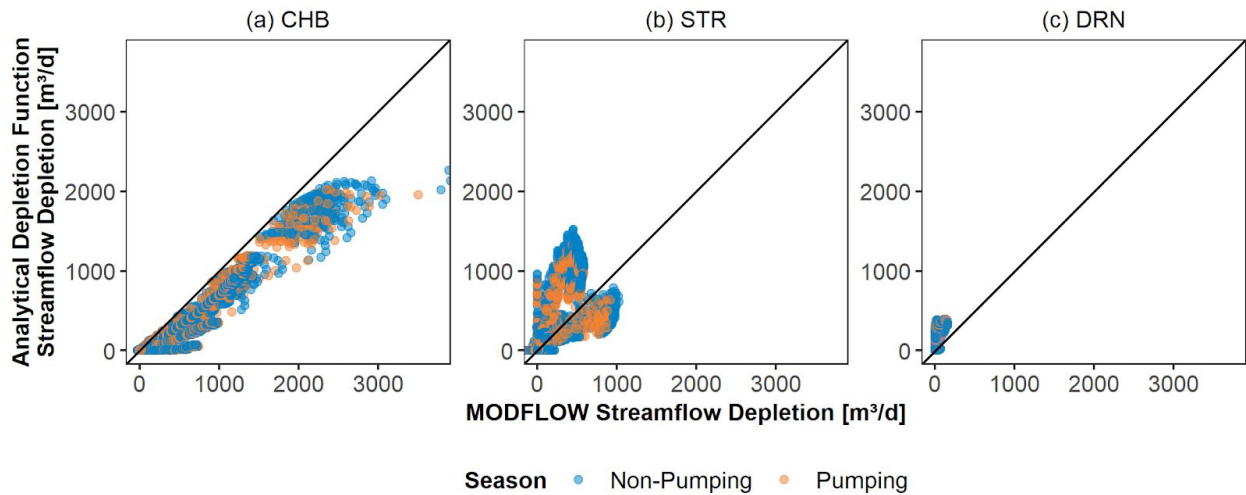 (a) CHB
(b) STR
(c) DRN
Analytical Depletion Function
Streamflow Depletion [m³/d]
3000
2000
1000
0
3000
2000
1000
0
3000
2000
1000
0
0 1000 2000 3000
0 1000 2000 3000
0 1000 2000 3000
MODFLOW Streamflow Depletion [m³/d]
Season Non-Pumping Pumping